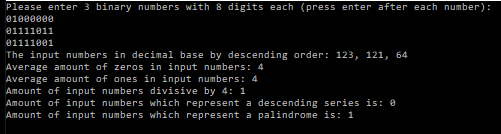 Please enter 3 binary numbers with 8 digits each (press enter after each number):
01000000
01111011
01111001
The input numbers in decimal base by descending order: 123, 121, 64
Average amount of zeros in input numbers: 4
Average amount of ones in input numbers: 4
Amount of input numbers divisive by 4: 1
Amount of input numbers which represent a descending series is: 0
Amount of input numbers which represent a palindrome is: 1